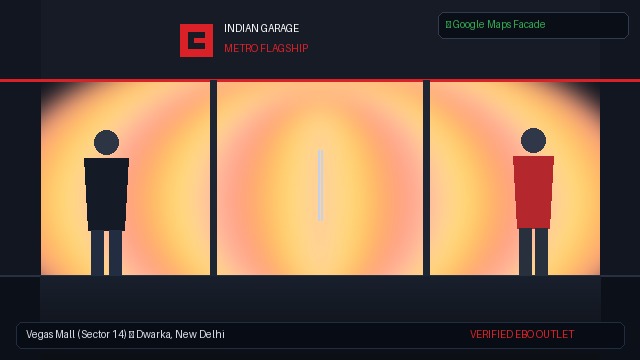 INDIAN GARAGE
METRO FLAGSHIP
Google Maps Facade
Vegas Mall (Sector 14) Dwarka, New Delhi
VERIFIED EBO OUTLET